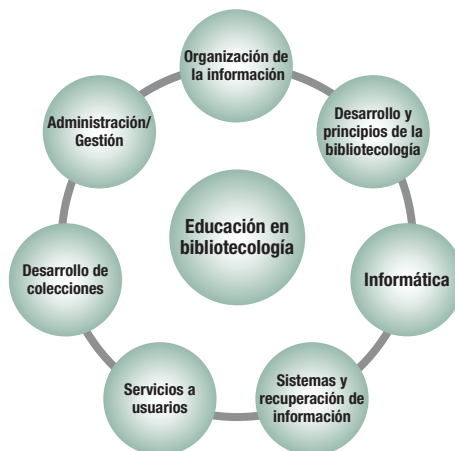 Organización de
la información
Desarrollo y
principios de la
bibliotecología
Informática
Sistemas y
recuperación de
información
Servicios a
usuarios
Desarrollo de
colecciones
Administración/
Gestión
Educación en
bibliotecología